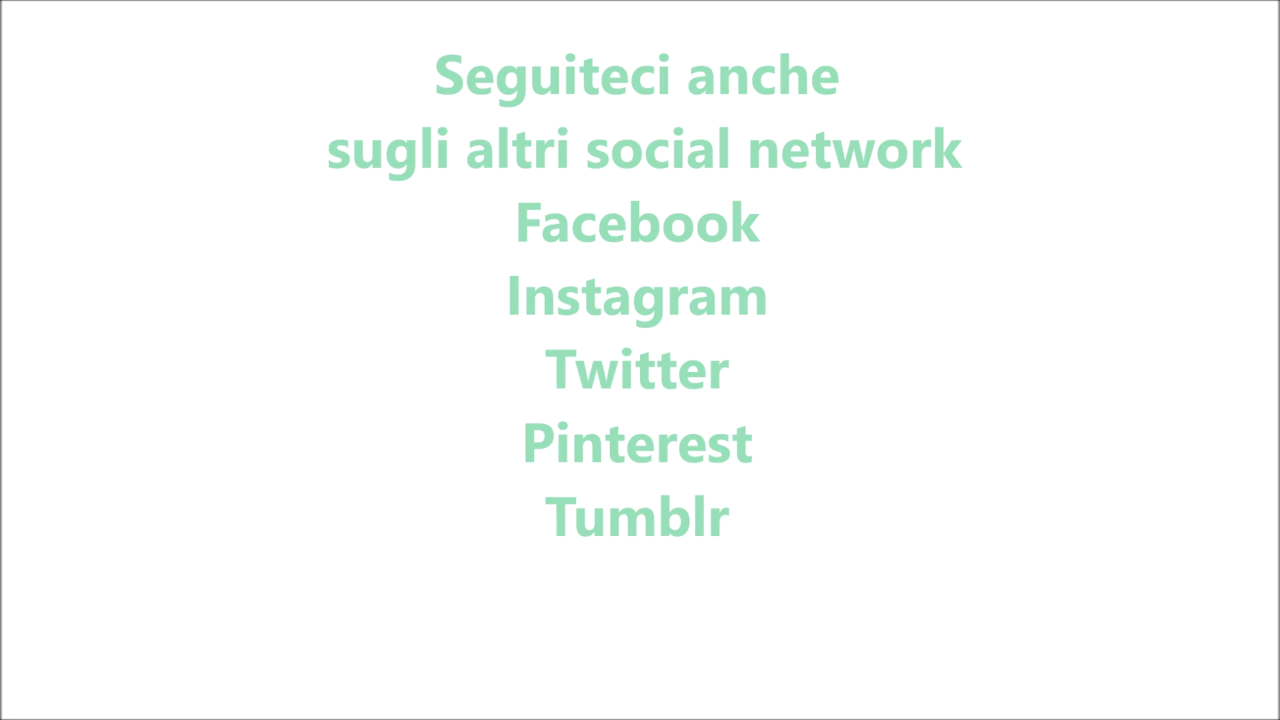 Seguiteci anche
sugli altri social network
Facebook
Instagram
Twitter
Pinterest
Tumblr